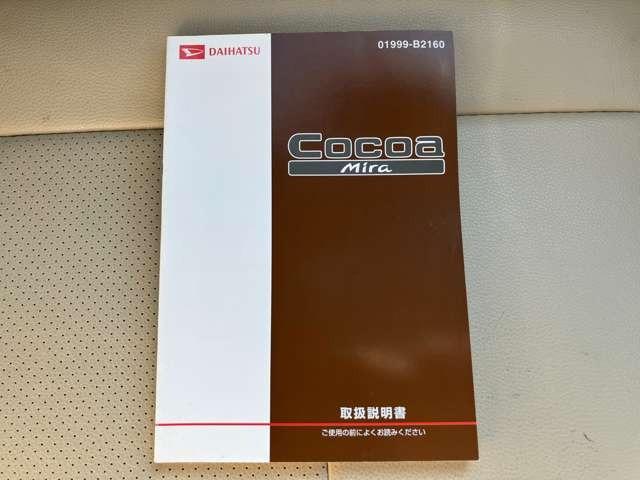 DAIHATSU
01999-B2160
Cocoa
Mira
取扱説明書
ご使用の前によくお読みください